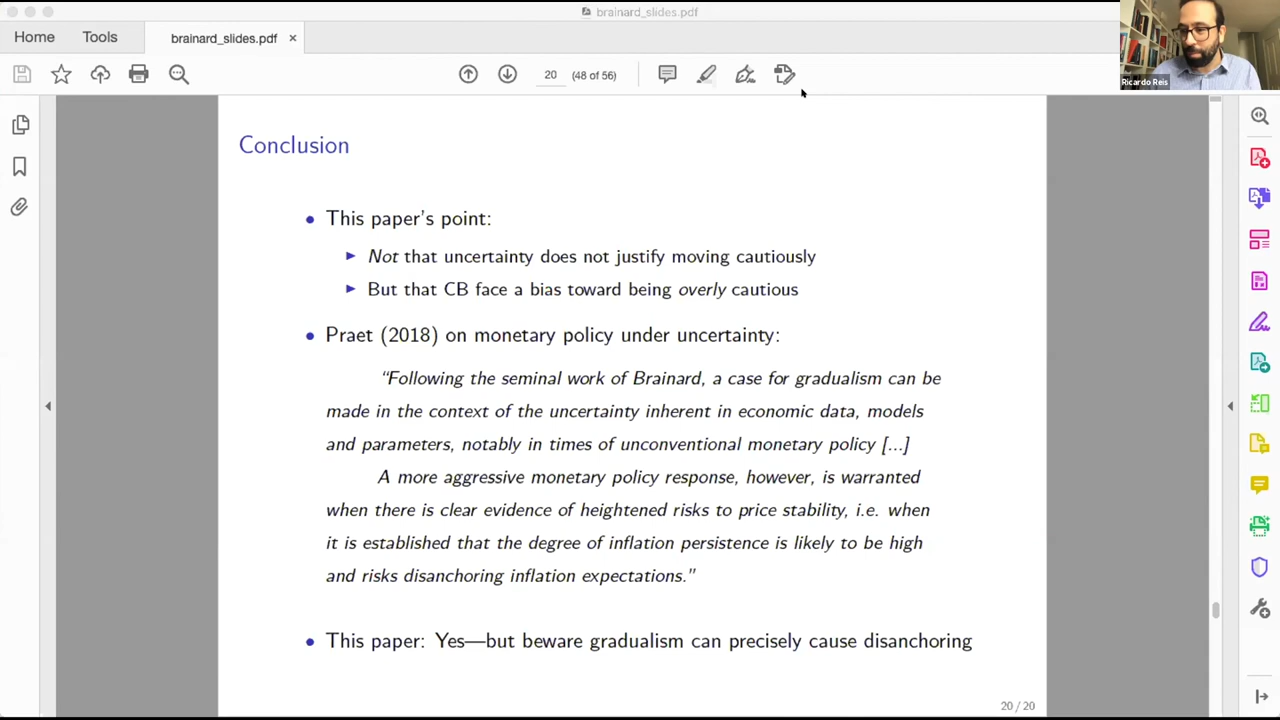 brainard_slides.pdf
Home
Tools
brainard_slides.pdf
20
(48 of 56)
Ricardo Reis
Conclusion
This paper's point:
Not that uncertainty does not justify moving cautiously
But that CB face a bias toward being overly cautious
Praet (2018) on monetary policy under uncertainty:
"Following the seminal work of Brainard, a case for gradualism can be
made in the context of the uncertainty inherent in economic data, models
and parameters, notably in times of unconventional monetary policy [...]
A more aggressive monetary policy response, however, is warranted
when there is clear evidence of heightened risks to price stability, i.e. when
it is established that the degree of inflation persistence is likely to be high
and risks disanchoring inflation expectations."
This paper: Yes—but beware gradualism can precisely cause disanchoring
20 / 20